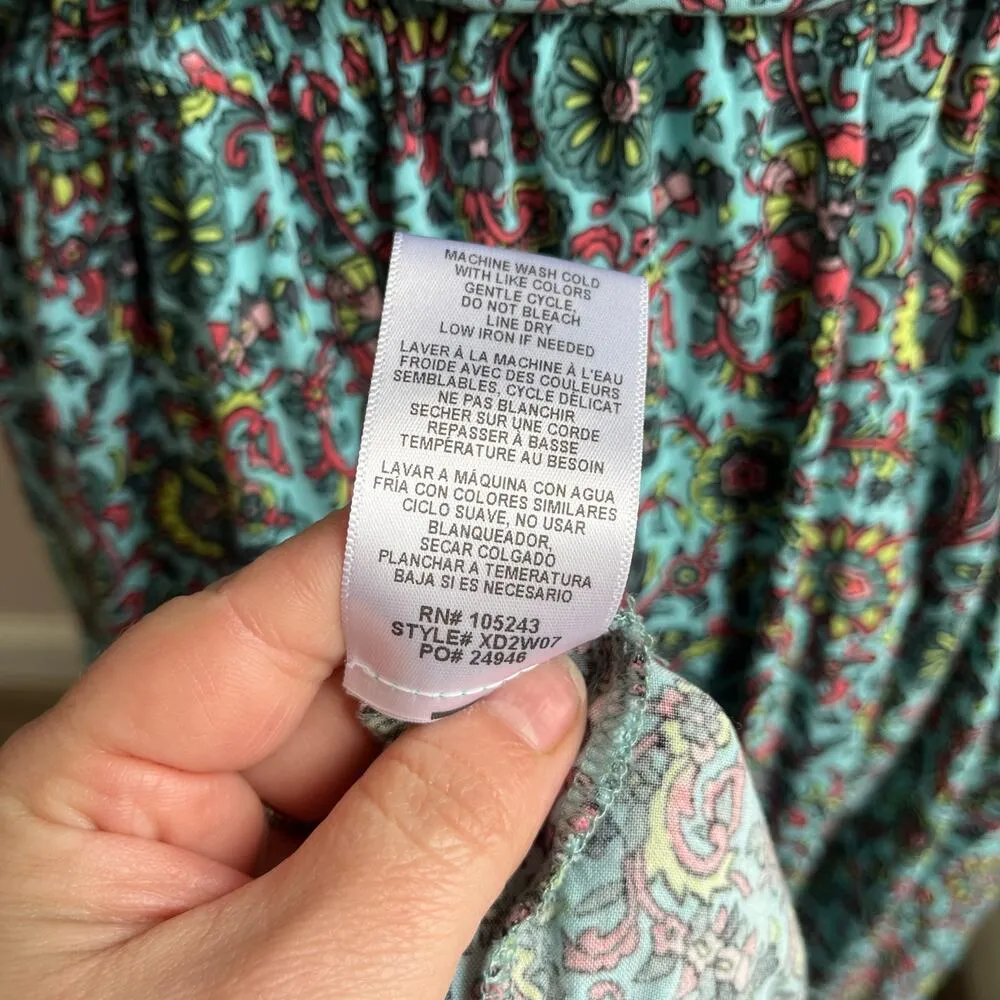 MACHINE WASH COLD
WITH LIKE COLORS
GENTLE CYCLE,
DO NOT BLEACH
LINE DRY
LOW IRON IF NEEDED
LAVER À LA MACHINE À L'EAU
FROIDE AVEC DES COULEURS
SEMBLABLES, CYCLE DÉLICAT
NE PAS BLANCHIR
SECHER SUR UNE CORDE
REPASSER À BASSE
TEMPÉRATURE AU BESOIN
LAVAR A MÁQUINA CON AGUA
FRÍA CON COLORES SIMILARES
CICLO SUAVE, NO USAR
BLANQUEADOR,
SECAR COLGADO
PLANCHAR A TEMERATURA
BAJA SI ES NECESARIO
RN# 105243
STYLE# XD2W07
PO# 24946